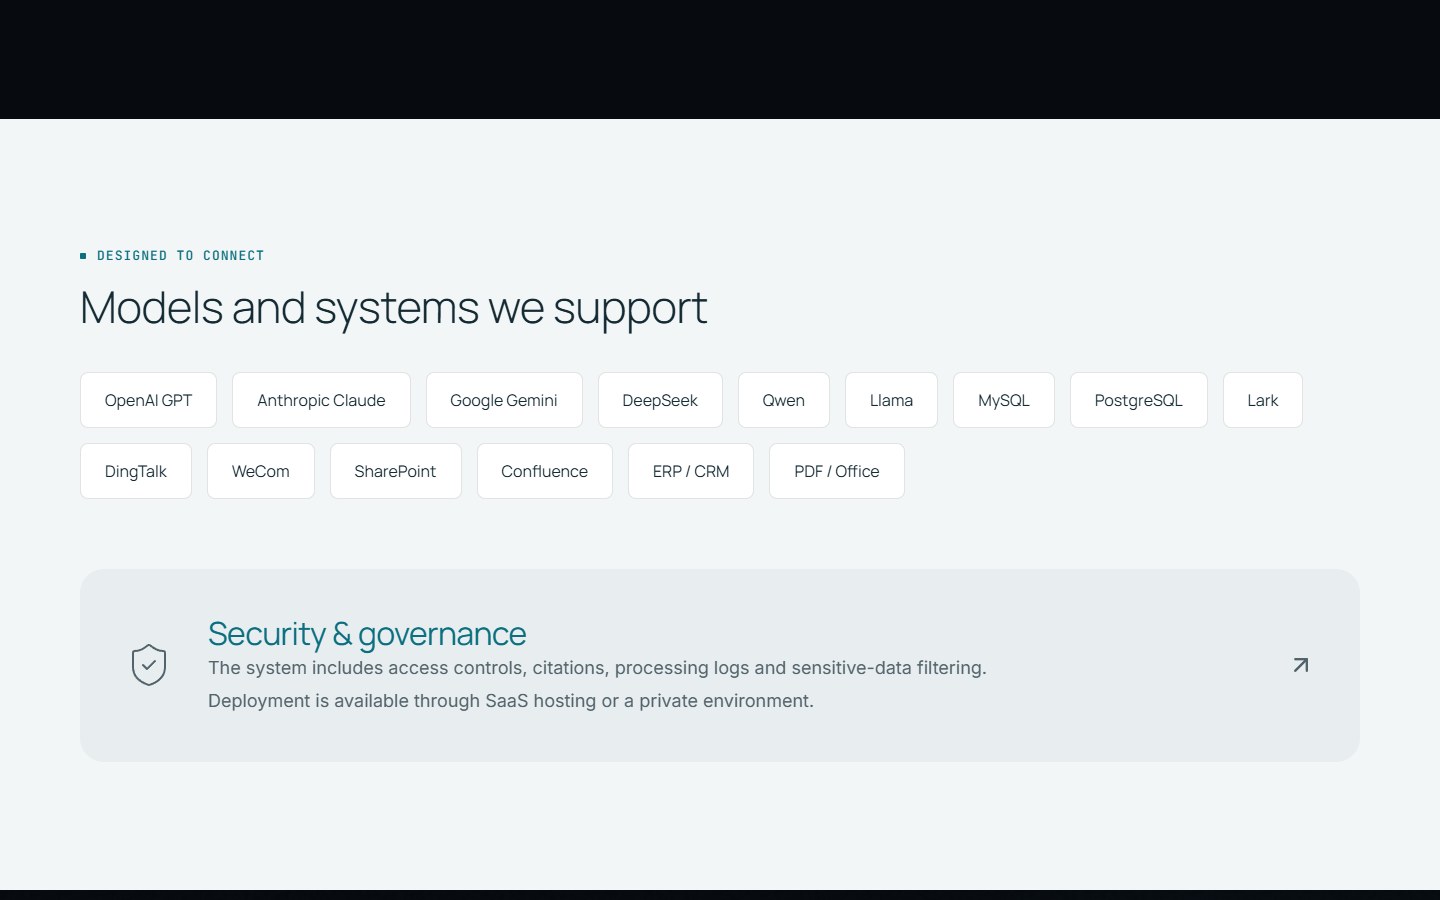 DESIGNED TO CONNECT
Models and systems we support
OpenAI GPT
Anthropic Claude
Google Gemini
DeepSeek
Qwen
Llama
MySQL
PostgreSQL
Lark
DingTalk
WeCom
SharePoint
Confluence
ERP / CRM
PDF / Office
Security & governance
The system includes access controls, citations, processing logs and sensitive-data filtering.
Deployment is available through SaaS hosting or a private environment.